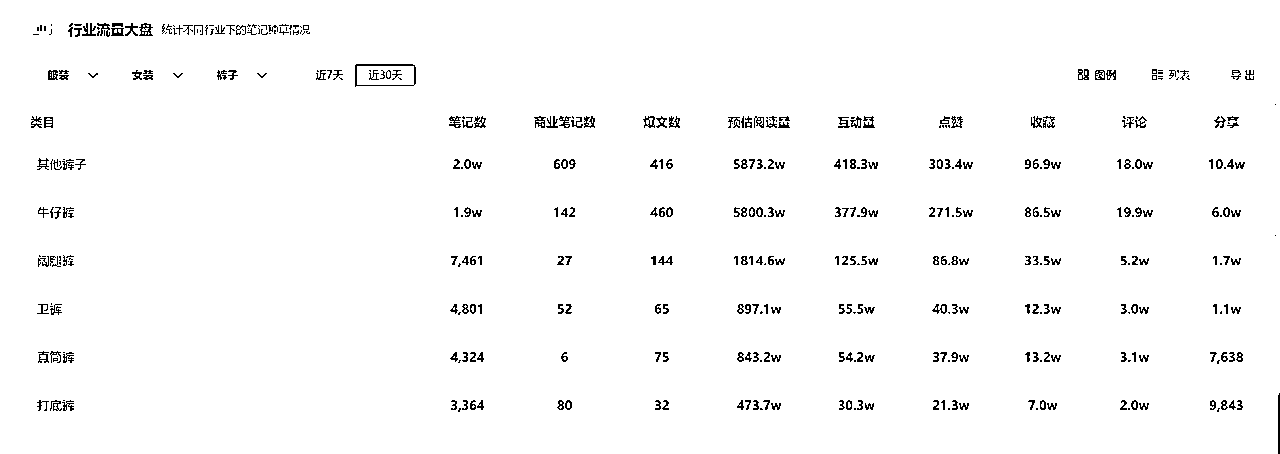 行业流量大盘 统计不同行业下的笔记种草情况
服装 女装 裤子 近7天 近30天 图例 列表 导出
类目 笔记数 商业笔记数 爆文数 预估阅读量 互动量 点赞 收藏 评论 分享
其他裤子 2.0w 609 416 5873.2w 418.3w 303.4w 96.9w 18.0w 10.4w
牛仔裤 1.9w 142 460 5800.3w 377.9w 271.5w 86.5w 19.9w 6.0w
阔腿裤 7,461 27 144 1814.6w 125.5w 86.8w 33.5w 5.2w 1.7w
卫裤 4,801 52 65 897.1w 55.5w 40.3w 12.3w 3.0w 1.1w
直筒裤 4,324 6 75 843.2w 54.2w 37.9w 13.2w 3.1w 7,638
打底裤 3,364 80 32 473.7w 30.3w 21.3w 7.0w 2.0w 9,843